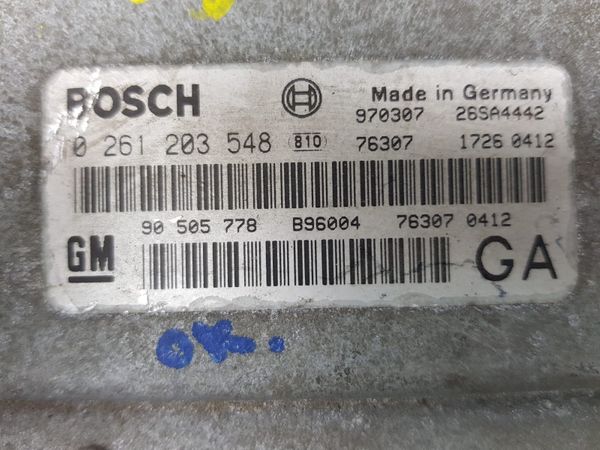 BOSCH Made in Germany
970307 26SA4442
0 261 203 548 810 76307 1726 0412
90 505 778 B96004 76307 0412
GM GA